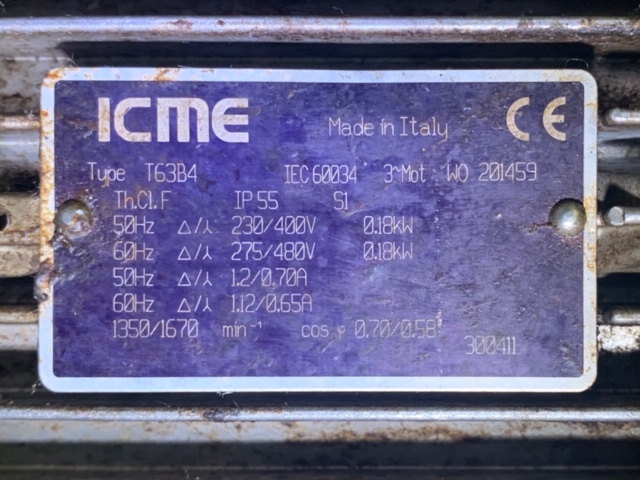 ICME Made in Italy CE
Type T63B4 IEC 60034 3~Mot. WO 201459
Th.Cl.F IP 55 S1
50Hz Δ/⅄ 230/400V 0.18kW
60Hz Δ/⅄ 275/480V 0.18kW
50Hz Δ/⅄ 1.2/0.70A
60Hz Δ/⅄ 1.12/0.65A
1350/1670 min⁻¹ cos φ 0.70/0.58
300411